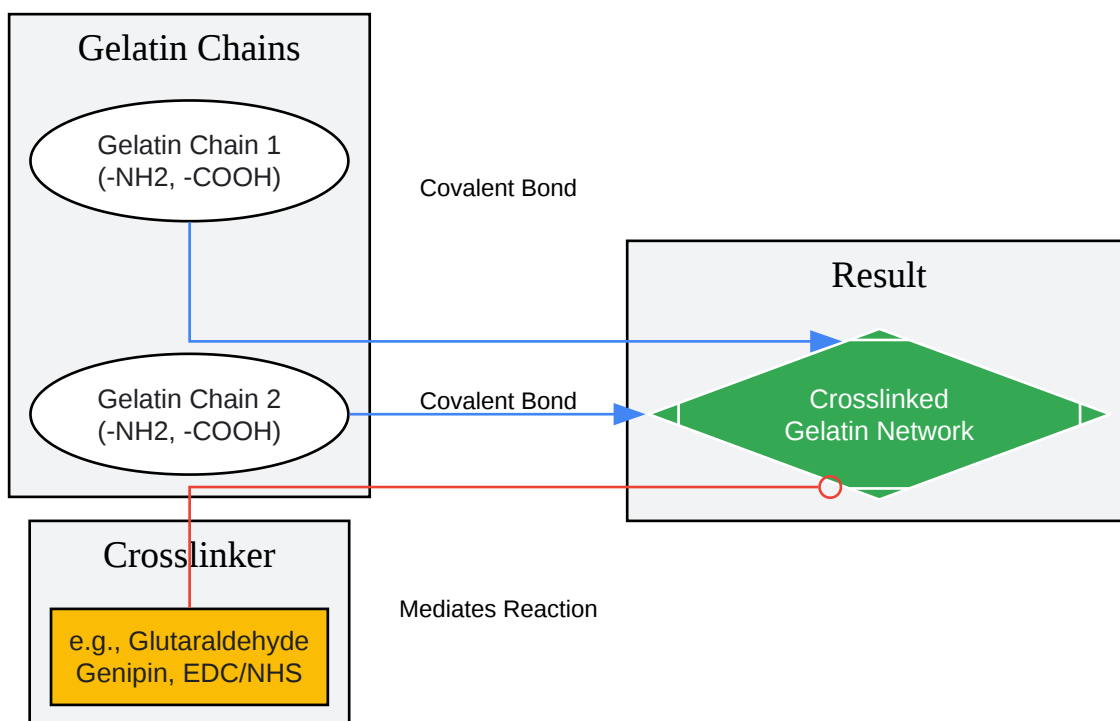 Gelatin Chains
Gelatin Chain 1
(-NH2, -COOH)
Covalent Bond
Gelatin Chain 2
(-NH2, -COOH)
Covalent Bond
Result
Crosslinked
Gelatin Network
Crosslinker
e.g., Glutaraldehyde
Genipin, EDC/NHS
Mediates Reaction